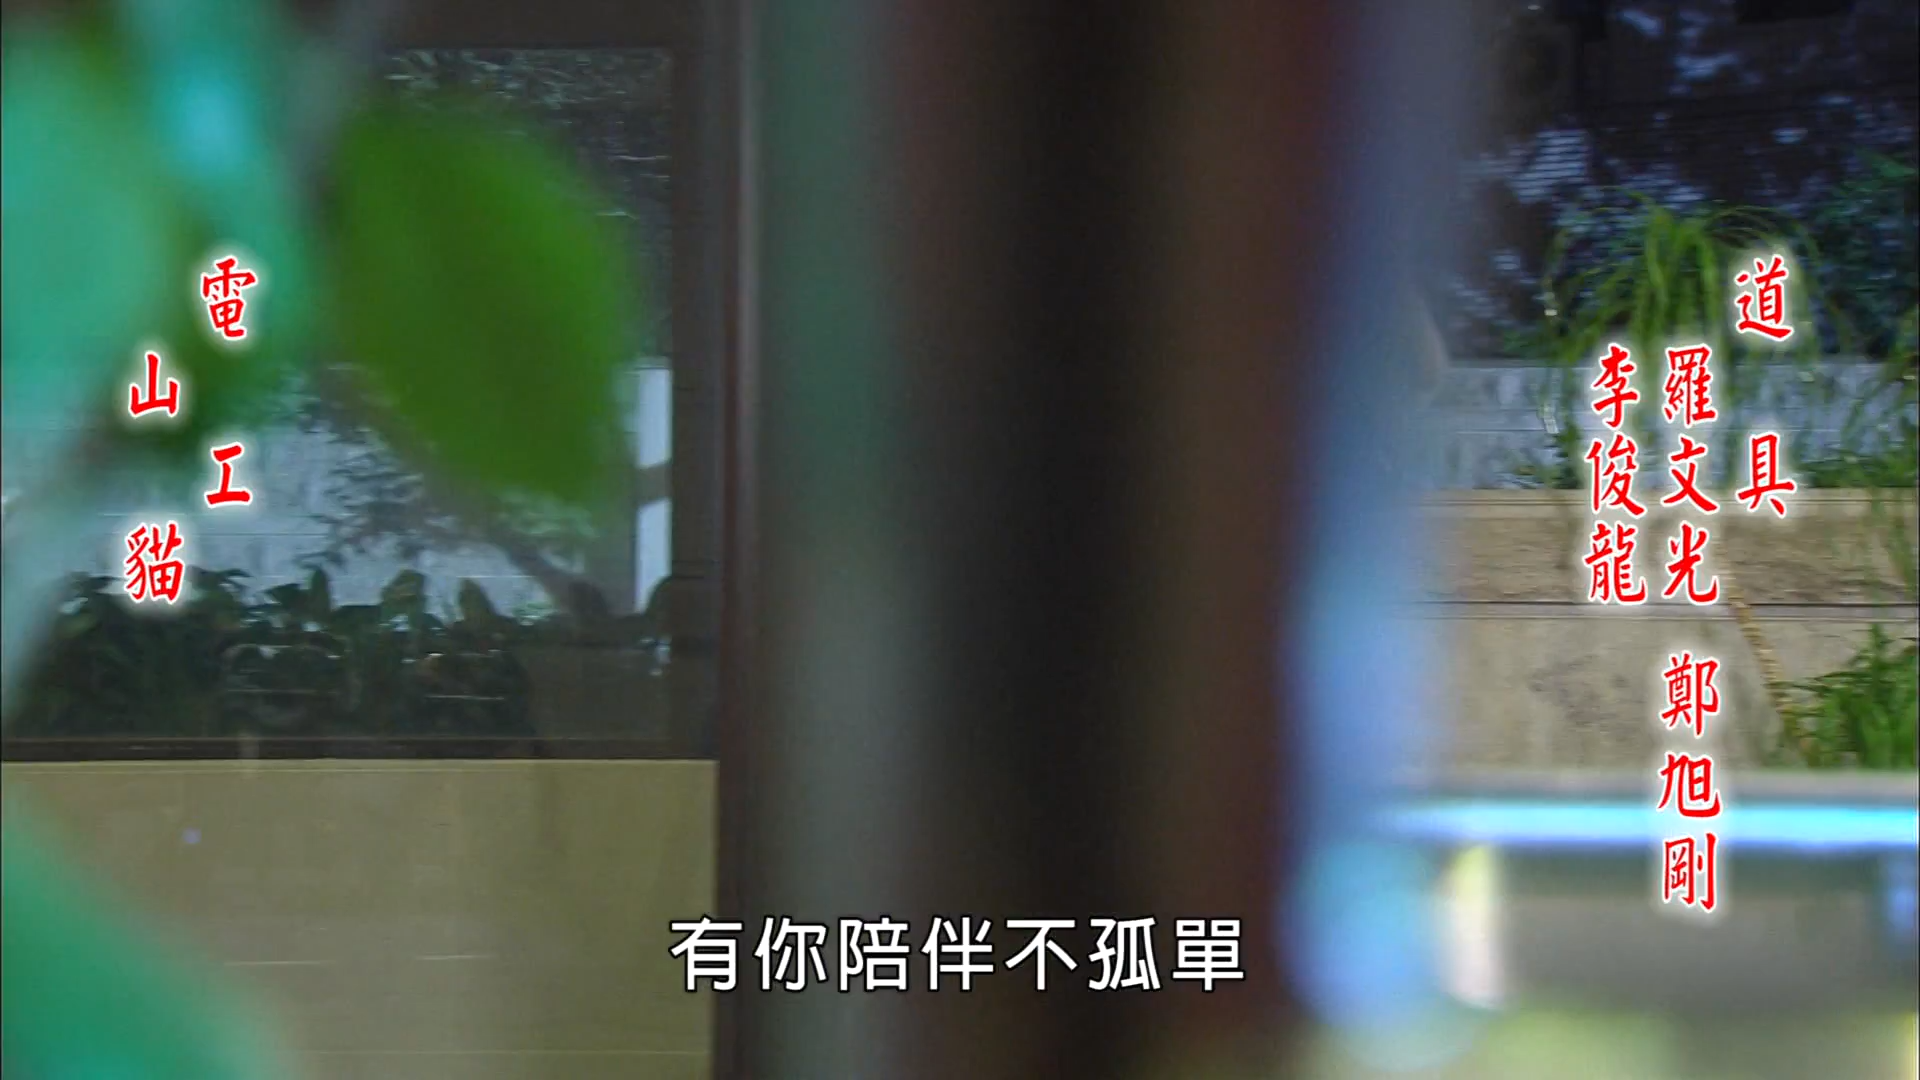 道具
羅文光 鄭旭剛
李俊龍
電工
山貓
有你陪伴不孤單